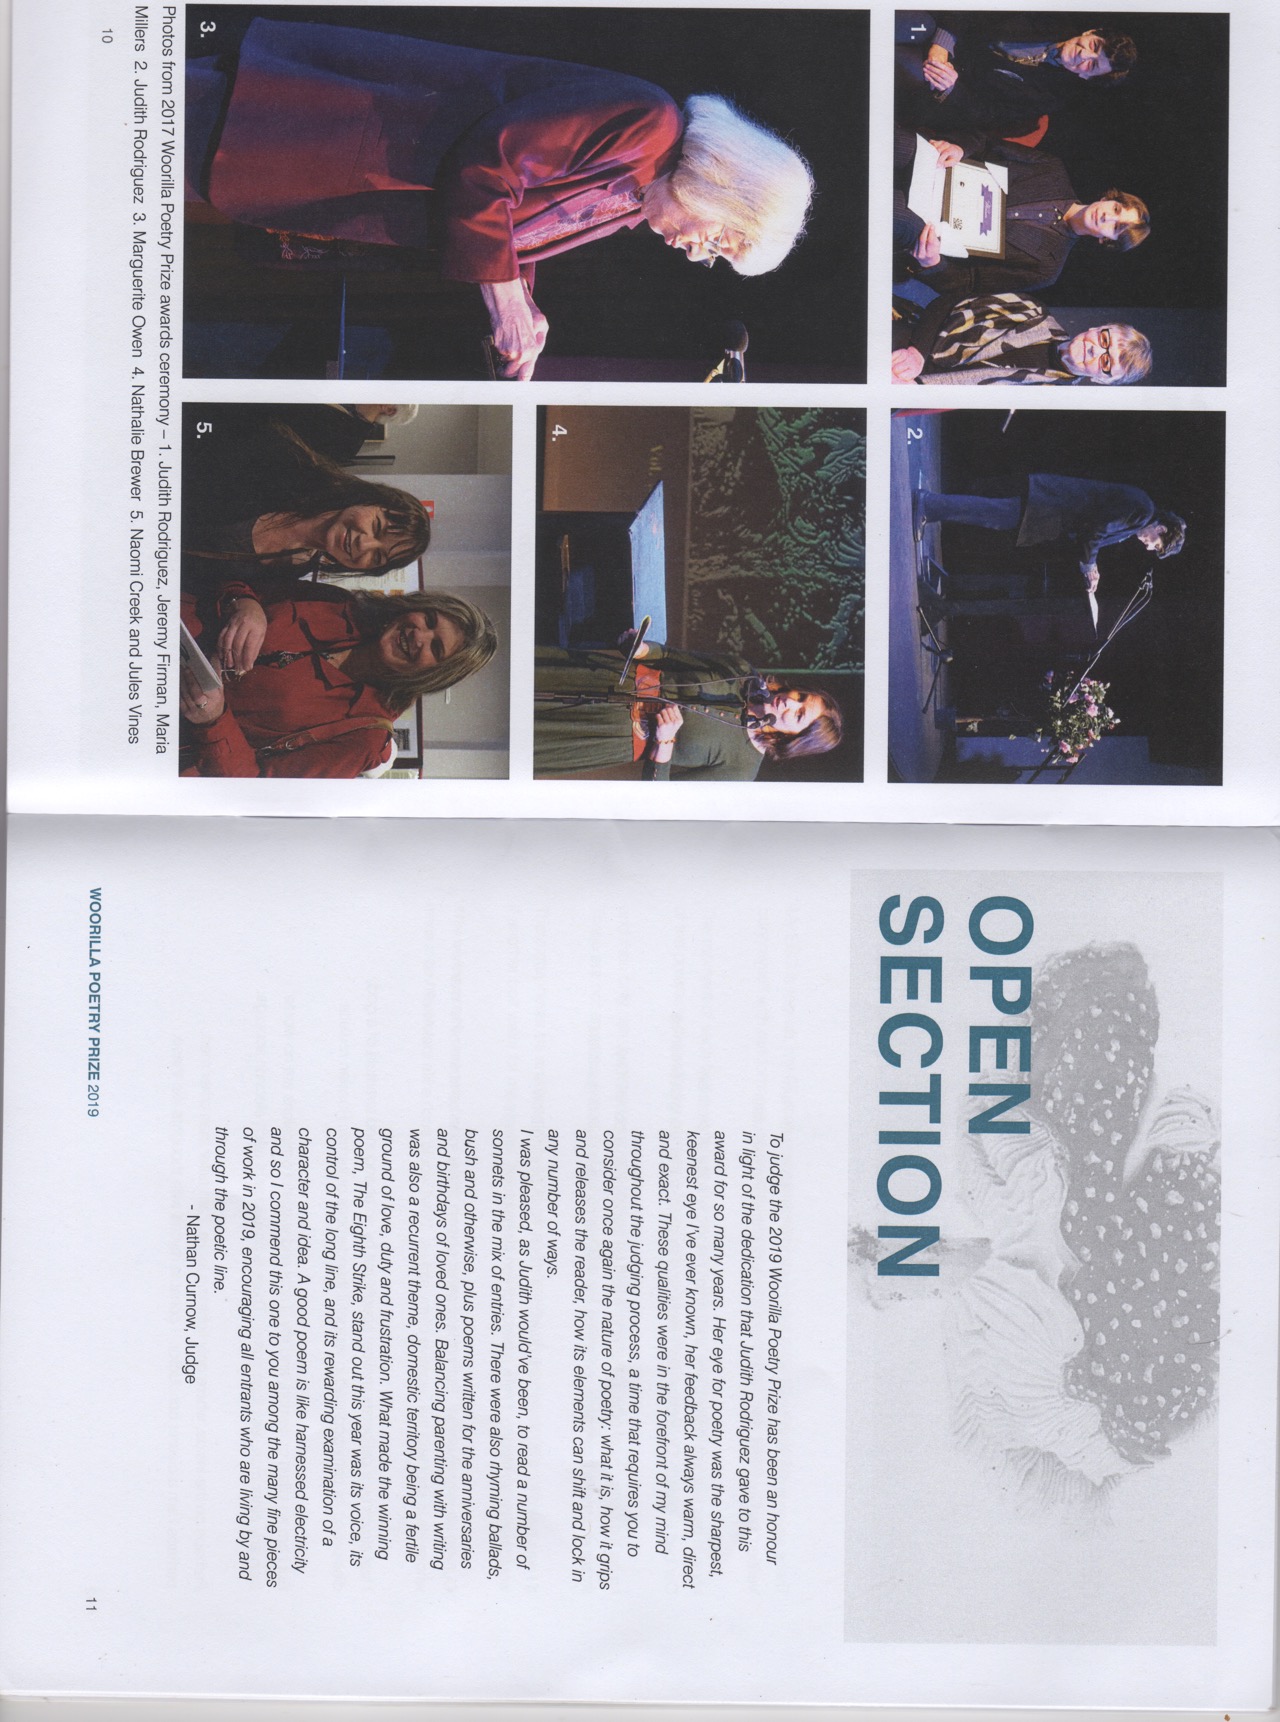 1.
2.
3.
4.
Vol.
5.
Photos from 2017 Woorilla Poetry Prize awards ceremony – 1. Judith Rodriguez, Jeremy Firman, Maria
Millers 2. Judith Rodriguez 3. Marguerite Owen 4. Nathalie Brewer 5. Naomi Creek and Jules Vines
10
OPEN
SECTION
To judge the 2019 Woorilla Poetry Prize has been an honour
in light of the dedication that Judith Rodriguez gave to this
award for so many years. Her eye for poetry was the sharpest,
keenest eye I've ever known, her feedback always warm, direct
and exact. These qualities were in the forefront of my mind
throughout the judging process, a time that requires you to
consider once again the nature of poetry: what it is, how it grips
and releases the reader, how its elements can shift and lock in
any number of ways.
I was pleased, as Judith would've been, to read a number of
sonnets in the mix of entries. There were also rhyming ballads,
bush and otherwise, plus poems written for the anniversaries
and birthdays of loved ones. Balancing parenting with writing
was also a recurrent theme, domestic territory being a fertile
ground of love, duty and frustration. What made the winning
poem, The Eighth Strike, stand out this year was its voice, its
control of the long line, and its rewarding examination of a
character and idea. A good poem is like harnessed electricity
and so I commend this one to you among the many fine pieces
of work in 2019, encouraging all entrants who are living by and
through the poetic line.
- Nathan Curnow, Judge
WOORILLA POETRY PRIZE 2019
11